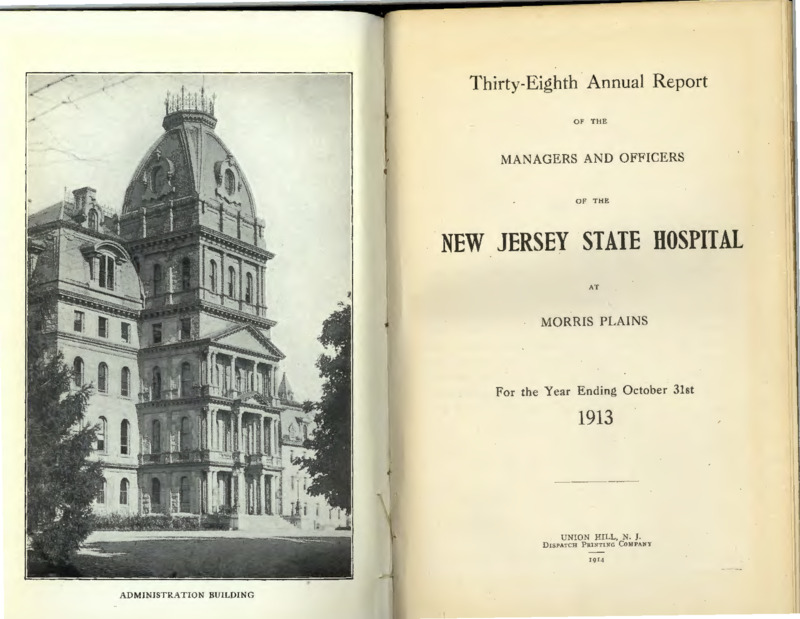 ADMINISTRATION BUILDING
Thirty-Eighth Annual Report
OF THE
MANAGERS AND OFFICERS
OF THE
NEW JERSEY STATE HOSPITAL
AT
MORRIS PLAINS
For the Year Ending October 31st
1913
UNION HILL, N. J.
DISPATCH PRINTING COMPANY
1914